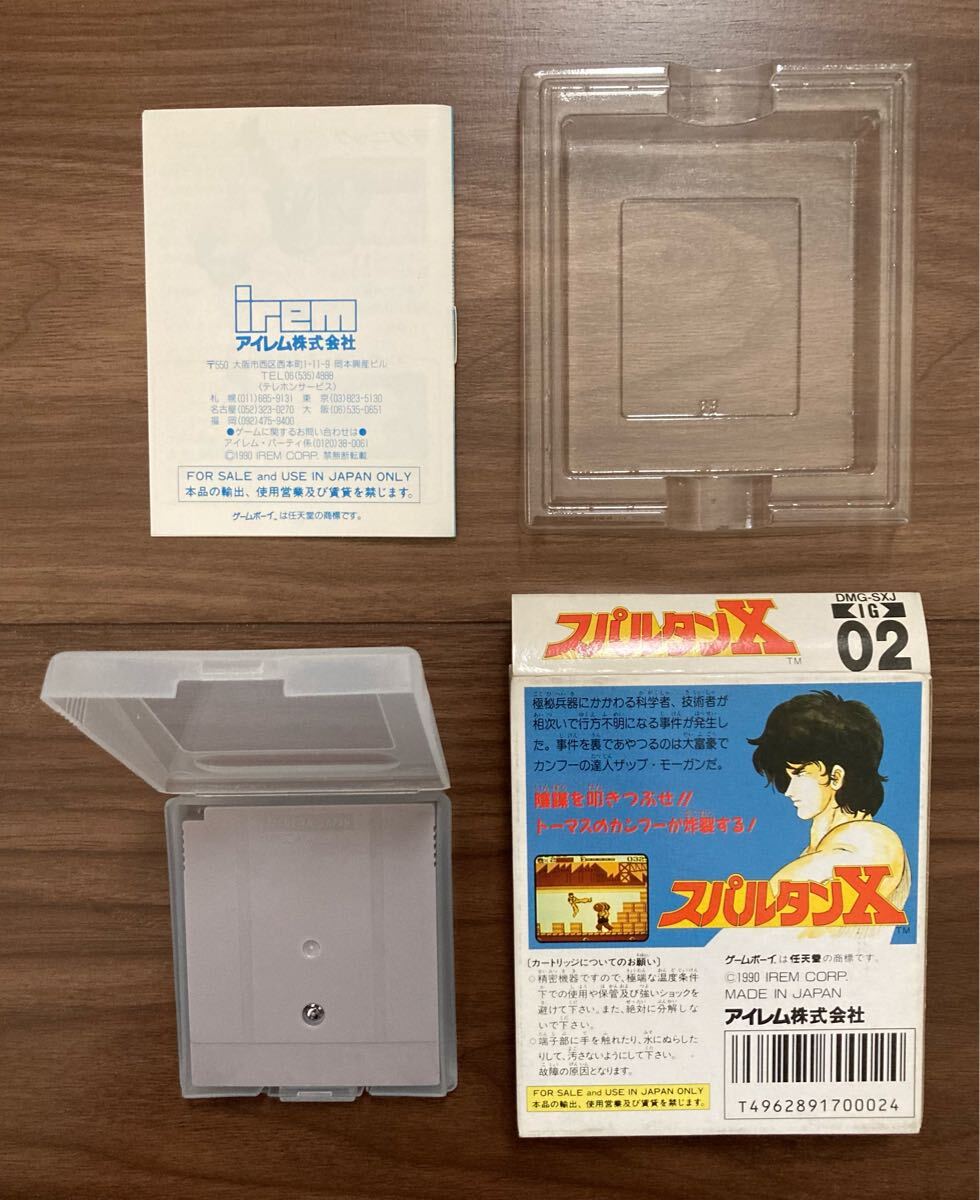 irem
アイレム株式会社
〒550 大阪市西区西本町1-11-9 岡本興産ビル
TEL 06(535)4888
〈テレホンサービス〉
札 幌(011)685-9131 東 京(03)823-5130
名古屋(052)323-0270 大 阪(06)535-0651
福 岡(092)475-9400
●ゲームに関するお問い合わせは●
アイレム・パーティ係(0120)38-0061
©1990 IREM CORP. 禁無断転載
FOR SALE and USE IN JAPAN ONLY
本品の輸出、使用営業及び賃貸を禁じます。
ゲームボーイ™は任天堂の商標です。
スパルタンX
TM
DMG-SXJ
IG
02
極秘兵器にかかわる科学者、技術者が
相次いで行方不明になる事件が発生し
た。事件を裏であやつるのは大富豪で
カンフーの達人ザップ・モーガンだ。
陰謀を叩きつぶせ!!
トーマスのカンフーが炸裂する!
032
スパルタンX
TM
〔カートリッジについてのお願い〕
○精密機器ですので、極端な温度条件
下での使用や保管及び強いショックを
避けて下さい。また、絶対に分解しな
いで下さい。
○端子部に手を触れたり、水にぬらした
りして、汚さないようにして下さい。
故障の原因となります。
FOR SALE and USE IN JAPAN ONLY
本品の輸出、使用営業及び賃貸を禁じます。
ゲームボーイ™は任天堂の商標です。
©1990 IREM CORP.
MADE IN JAPAN
アイレム株式会社
T4962891700024